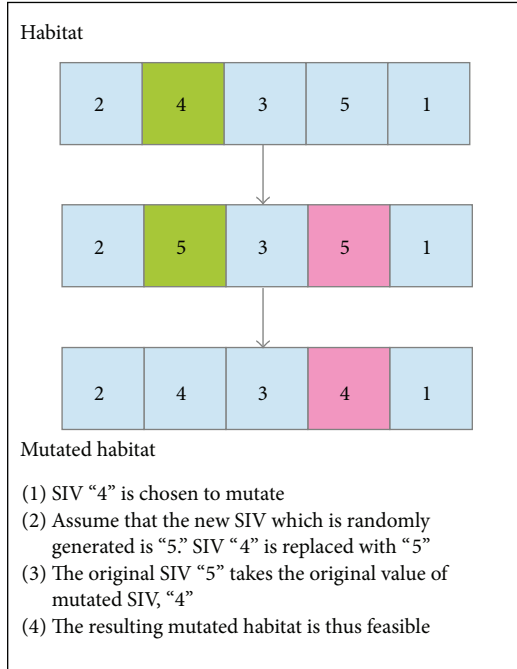 Habitat
2 4 3 5 1
2 5 3 5 1
2 4 3 4 1
Mutated habitat
(1) SIV “4” is chosen to mutate
(2) Assume that the new SIV which is randomly
generated is “5.” SIV “4” is replaced with “5”
(3) The original SIV “5” takes the original value of
mutated SIV, “4”
(4) The resulting mutated habitat is thus feasible